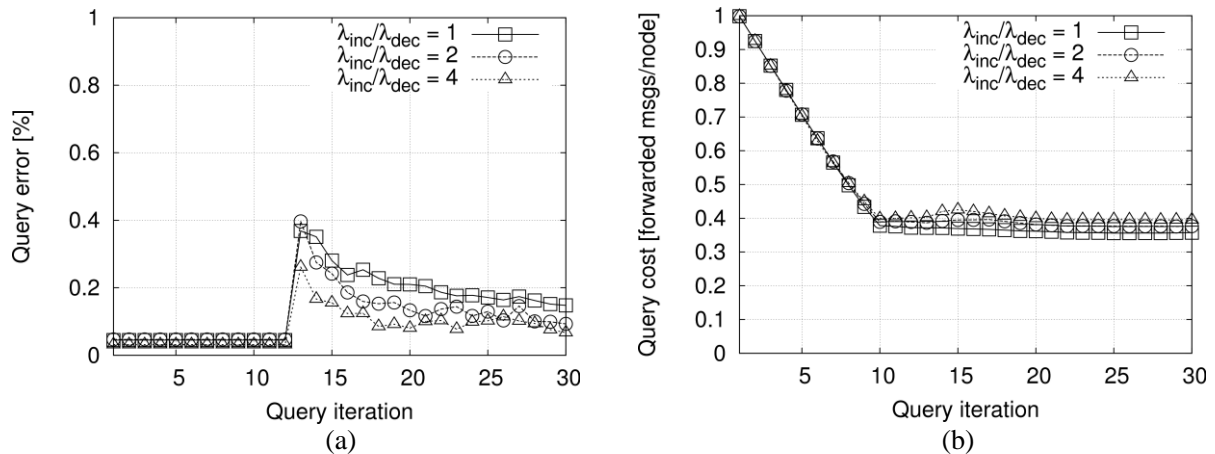 1
0.8
0.6
0.4
0.2
0
Query error [%]
λinc/λdec = 1
λinc/λdec = 2
λinc/λdec = 4
5 10 15 20 25 30
Query iteration
(a)
1
0.9
0.8
0.7
0.6
0.5
0.4
0.3
0.2
0.1
0
Query cost [forwarded msgs/node]
λinc/λdec = 1
λinc/λdec = 2
λinc/λdec = 4
5 10 15 20 25 30
Query iteration
(b)